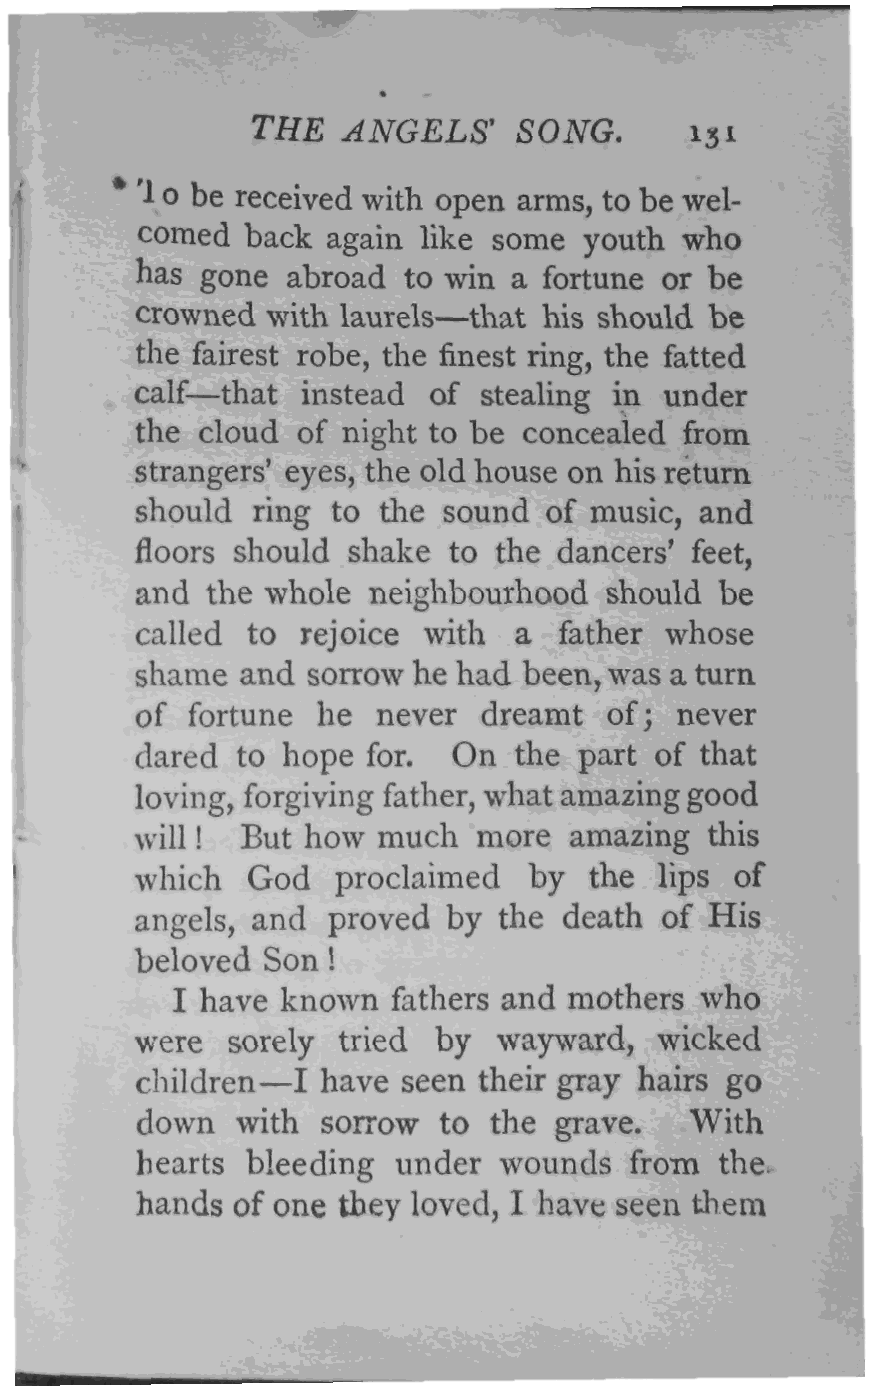 THE ANGELS' SONG. 131
To be received with open arms, to be wel-
comed back again like some youth who
has gone abroad to win a fortune or be
crowned with laurels—that his should be
the fairest robe, the finest ring, the fatted
calf—that instead of stealing in under
the cloud of night to be concealed from
strangers' eyes, the old house on his return
should ring to the sound of music, and
floors should shake to the dancers' feet,
and the whole neighbourhood should be
called to rejoice with a father whose
shame and sorrow he had been, was a turn
of fortune he never dreamt of; never
dared to hope for. On the part of that
loving, forgiving father, what amazing good
will! But how much more amazing this
which God proclaimed by the lips of
angels, and proved by the death of His
beloved Son!
I have known fathers and mothers who
were sorely tried by wayward, wicked
children—I have seen their gray hairs go
down with sorrow to the grave. With
hearts bleeding under wounds from the
hands of one they loved, I have seen them